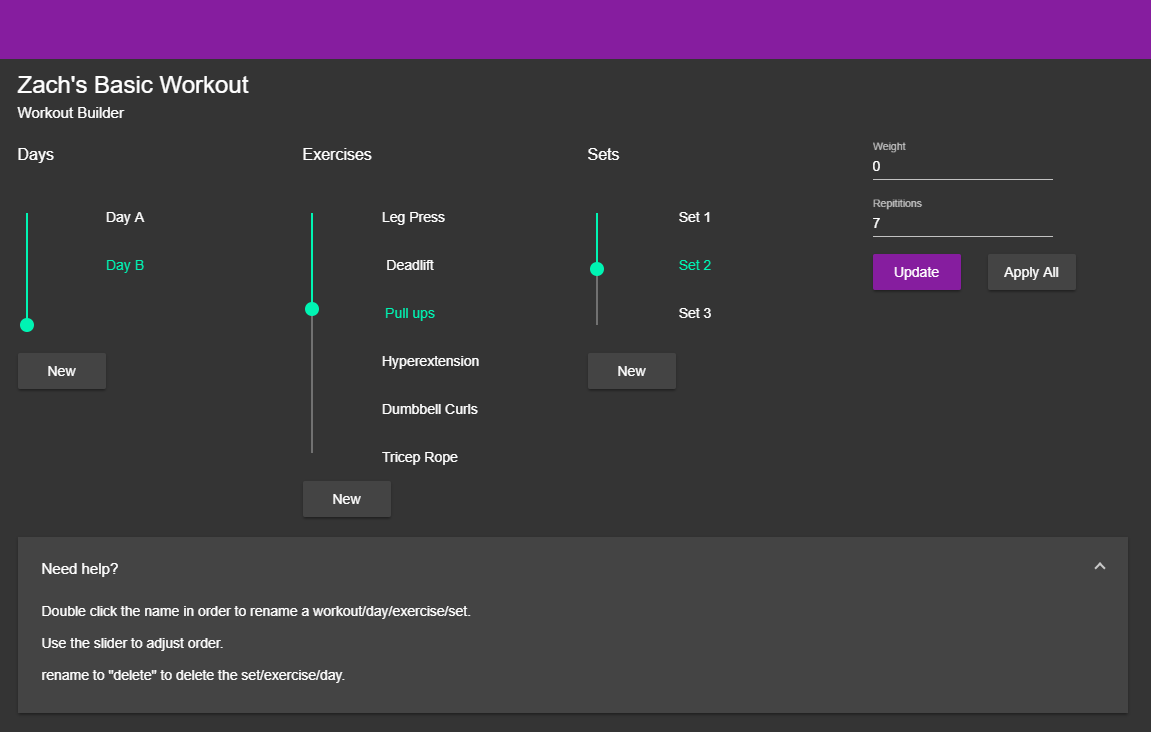 Zach's Basic Workout
Workout Builder
Days
Day A
Day B
New
Exercises
Leg Press
Deadlift
Pull ups
Hyperextension
Dumbbell Curls
Tricep Rope
New
Sets
Set 1
Set 2
Set 3
New
Weight
0
Repititions
7
Update
Apply All
Need help?
Double click the name in order to rename a workout/day/exercise/set.
Use the slider to adjust order.
rename to "delete" to delete the set/exercise/day.